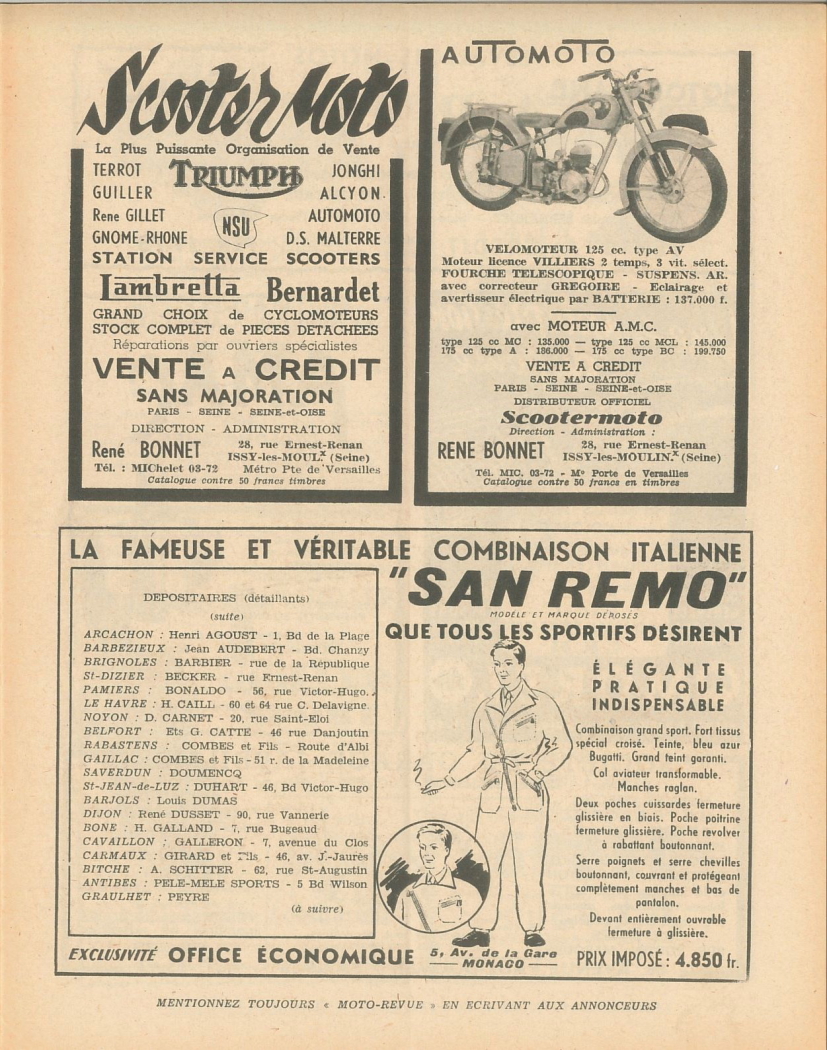 Scooter Moto
La Plus Puissante Organisation de Vente
TERROT TRIUMPH JONGHI
GUILLER ALCYON
Rene GILLET NSU AUTOMOTO
GNOME-RHONE D.S. MALTERRE
STATION SERVICE SCOOTERS
Lambretta Bernardet
GRAND CHOIX de CYCLOMOTEURS
STOCK COMPLET de PIECES DETACHEES
Réparations par ouvriers spécialistes
VENTE A CREDIT
SANS MAJORATION
PARIS - SEINE - SEINE-et-OISE
DIRECTION - ADMINISTRATION
René BONNET 28, rue Ernest-Renan
ISSY-les-MOULX (Seine)
Tél. : MIChelet 03-72 Métro Pte de Versailles
Catalogue contre 50 francs timbres
AUTOMOTO
VELOMOTEUR 125 cc. type AV
Moteur licence VILLIERS 2 temps, 3 vit. sélect.
FOURCHE TELESCOPIQUE - SUSPENS. AR.
avec correcteur GREGOIRE - Eclairage et
avertisseur électrique par BATTERIE : 137.000 f.
avec MOTEUR A.M.C.
type 125 cc MC : 135.000 — type 125 cc MCL : 145.000
175 cc type A : 186.000 — 175 cc type BC : 199.750
VENTE A CREDIT
SANS MAJORATION
PARIS - SEINE - SEINE-et-OISE
DISTRIBUTEUR OFFICIEL
Scootermoto
Direction - Administration :
RENE BONNET 28, rue Ernest-Renan
ISSY-les-MOULIN.X (Seine)
Tél. MIC. 03-72 - Mo Porte de Versailles
Catalogue contre 50 francs en timbres
LA FAMEUSE ET VÉRITABLE COMBINAISON ITALIENNE
"SAN REMO"
MODÈLE ET MARQUE DÉPOSÉS
QUE TOUS LES SPORTIFS DÉSIRENT
DEPOSITAIRES (détaillants)
(suite)
ARCACHON : Henri AGOUST - 1, Bd de la Plage
BARBEZIEUX : Jean AUDEBERT - Bd. Chanzy
BRIGNOLES : BARBIER - rue de la République
St-DIZIER : BECKER - rue Ernest-Renan
PAMIERS : BONALDO - 56, rue Victor-Hugo.
LE HAVRE : H. CAILL - 60 et 64 rue C. Delavigne.
NOYON : D. CARNET - 20, rue Saint-Eloi
BELFORT : Ets G. CATTE - 46 rue Danjoutin
RABASTENS : COMBES et Fils - Route d'Albi
GAILLAC : COMBES et Fils - 51 r. de la Madeleine
SAVERDUN : DOUMENCQ
St-JEAN-de-LUZ : DUHART - 46, Bd Victor-Hugo
BARJOLS : Louis DUMAS
DIJON : René DUSSET - 90, rue Vannerie
BONE : H. GALLAND - 7, rue Bugeaud
CAVAILLON : GALLERON - 7, avenue du Clos
CARMAUX : GIRARD et Fils - 46, av. J.-Jaurès
BITCHE : A. SCHITTER - 62, rue St-Augustin
ANTIBES : PELE-MELE SPORTS - 5 Bd Wilson
GRAULHET : PEYRE
(à suivre)
ÉLÉGANTE
PRATIQUE
INDISPENSABLE
Combinaison grand sport. Fort tissus
spécial croisé. Teinte, bleu azur
Bugatti. Grand teint garanti.
Col aviateur transformable.
Manches raglan.
Deux poches cuissardes fermeture
glissière en biais. Poche poitrine
fermeture glissière. Poche revolver
à rabattant boutonnant.
Serre poignets et serre chevilles
boutonnant, couvrant et protégeant
complètement manches et bas de
pantalon.
Devant entièrement ouvrable
fermeture à glissière.
EXCLUSIVITÉ OFFICE ÉCONOMIQUE 5, Av. de la Gare
MONACO
PRIX IMPOSÉ : 4.850 fr.
MENTIONNEZ TOUJOURS « MOTO-REVUE » EN ECRIVANT AUX ANNONCEURS